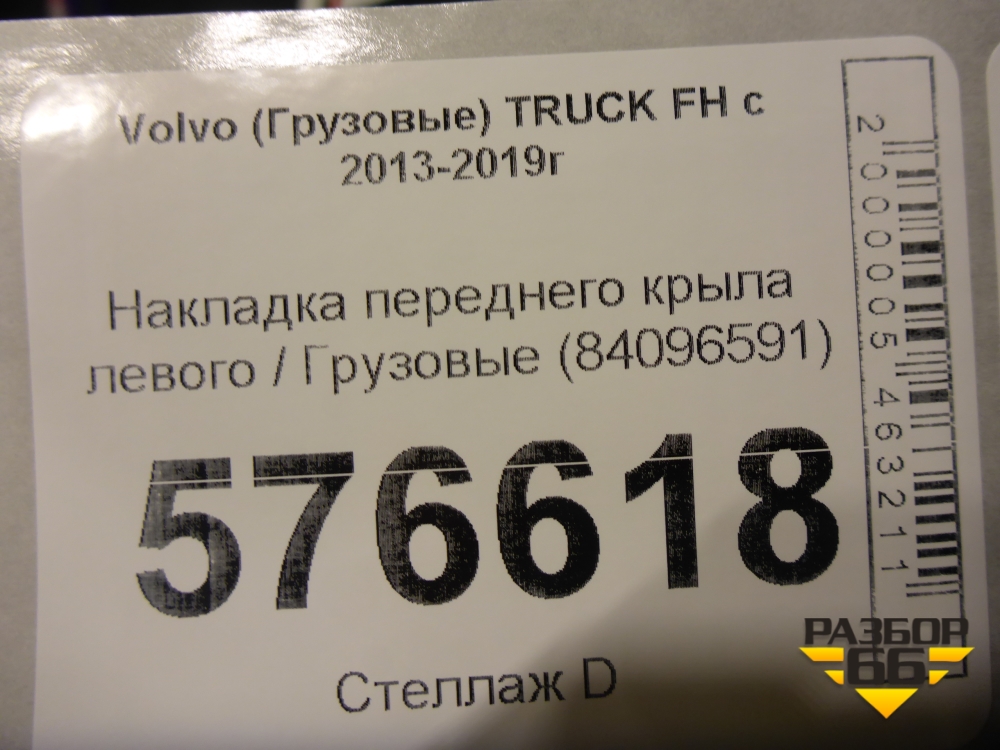 Volvo (Грузовые) TRUCK FH с
2013-2019г
Накладка переднего крыла
левого / Грузовые (84096591)
576618
Стеллаж D
2000005463211
РАЗБОР
66